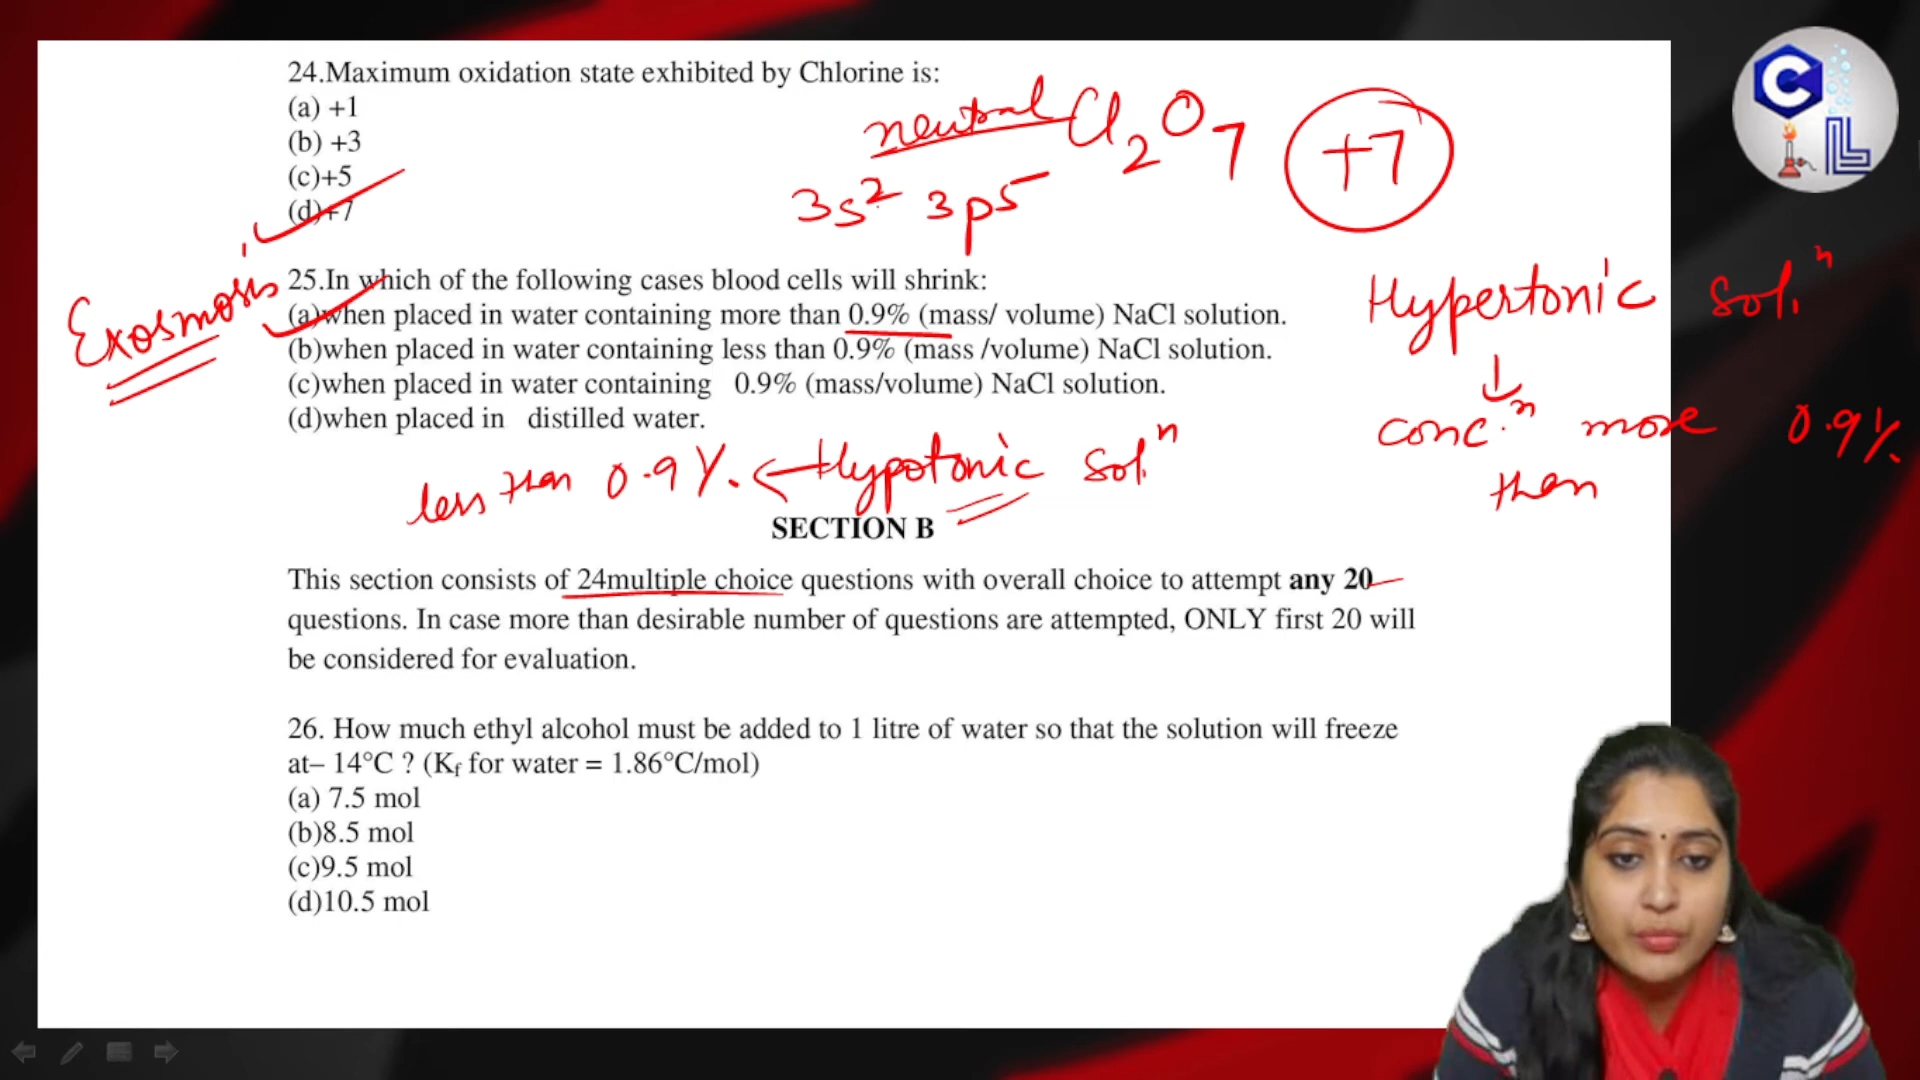 24.Maximum oxidation state exhibited by Chlorine is:
(a) +1
(b) +3
(c)+5
(d)+7
neutral Cl2O7 +7
3s2 3p5
Exosmosis
25.In which of the following cases blood cells will shrink:
(a)when placed in water containing more than 0.9% (mass/ volume) NaCl solution.
(b)when placed in water containing less than 0.9% (mass /volume) NaCl solution.
(c)when placed in water containing 0.9% (mass/volume) NaCl solution.
(d)when placed in distilled water.
Hypertonic Sol.n
↓
conc.n more 0.9%.
then
less then 0.9%. ← Hypotonic Sol.n
SECTION B
This section consists of 24multiple choice questions with overall choice to attempt any 20
questions. In case more than desirable number of questions are attempted, ONLY first 20 will
be considered for evaluation.
26. How much ethyl alcohol must be added to 1 litre of water so that the solution will freeze
at– 14°C ? (Kf for water = 1.86°C/mol)
(a) 7.5 mol
(b)8.5 mol
(c)9.5 mol
(d)10.5 mol
C
L